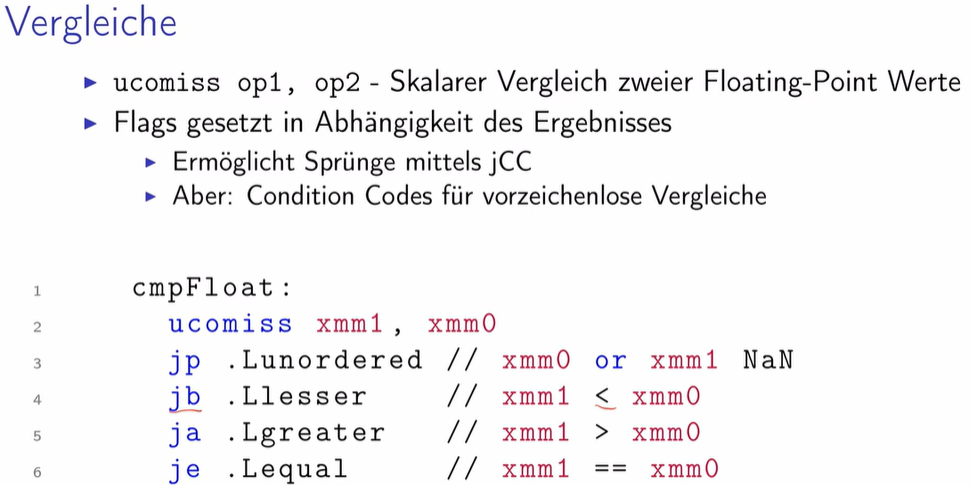 Vergleiche
ucomiss op1, op2 - Skalarer Vergleich zweier Floating-Point Werte
Flags gesetzt in Abhängigkeit des Ergebnisses
Ermöglicht Sprünge mittels jCC
Aber: Condition Codes für vorzeichenlose Vergleiche
1 cmpFloat:
2 ucomiss xmm1, xmm0
3 jp .Lunordered // xmm0 or xmm1 NaN
4 jb .Llesser // xmm1 < xmm0
5 ja .Lgreater // xmm1 > xmm0
6 je .Lequal // xmm1 == xmm0